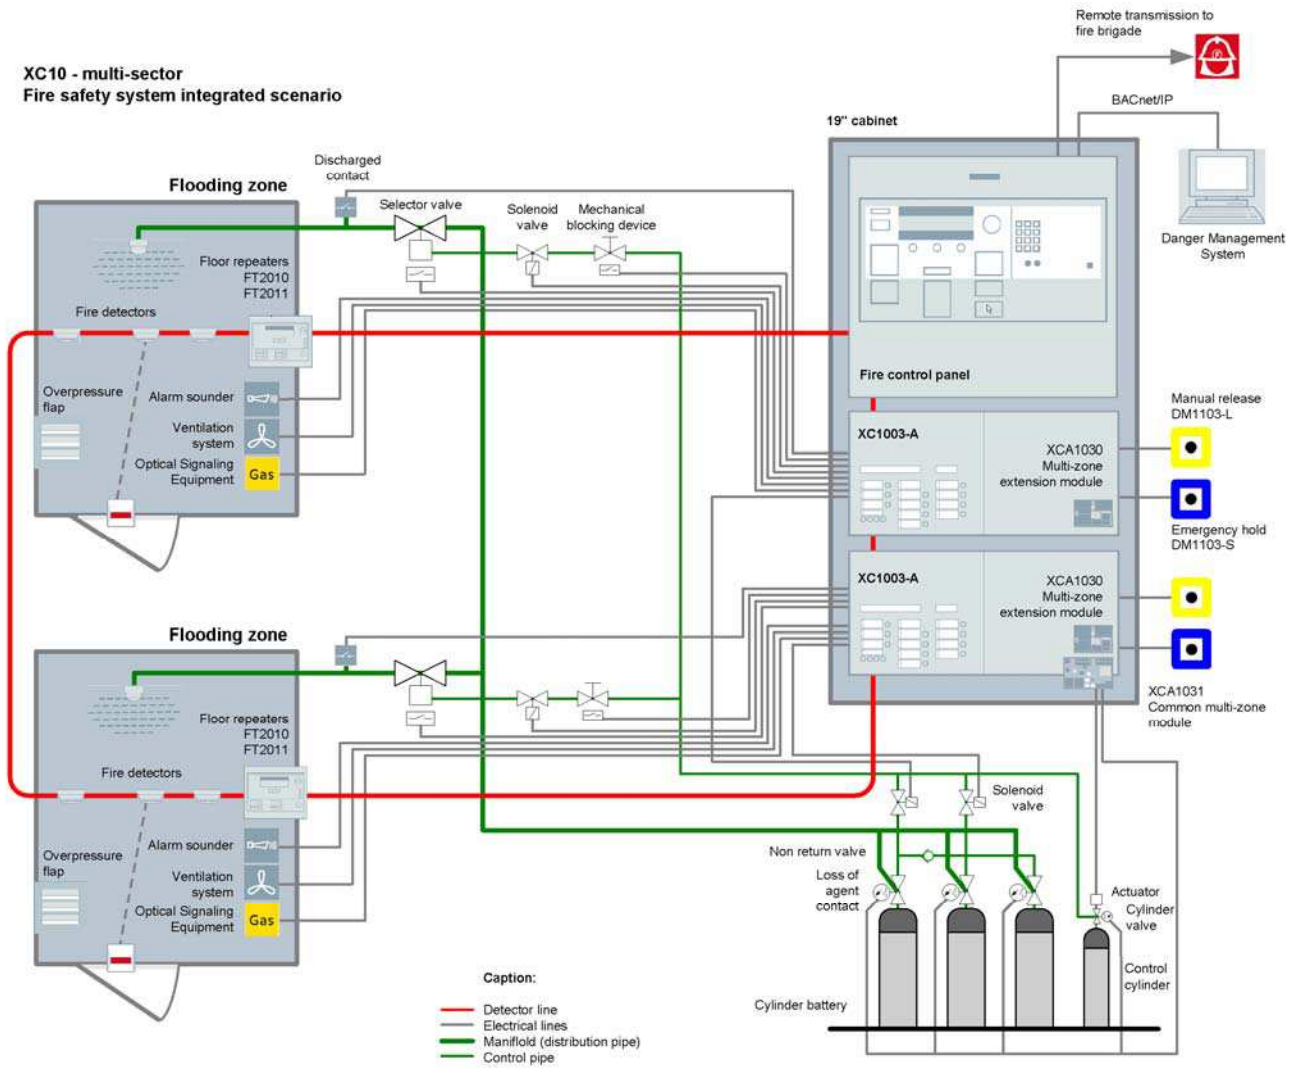 Remote transmission to
fire brigade
XC10 - multi-sector
Fire safety system integrated scenario
BACnet/IP
19" cabinet
Discharged
contact
Flooding zone
Selector valve
Solenoid
valve
Mechanical
blocking device
Danger Management
System
Floor repeaters
FT2010
FT2011
Fire detectors
Fire control panel
Overpressure
flap
Alarm sounder
Ventilation
system
Optical Signaling
Equipment
Gas
Manual release
DM1103-L
XC1003-A
XCA1030
Multi-zone
extension module
Emergency hold
DM1103-S
XC1003-A
XCA1030
Multi-zone
extension module
Flooding zone
XCA1031
Common multi-zone
module
Floor repeaters
FT2010
FT2011
Fire detectors
Solenoid
valve
Overpressure
flap
Alarm sounder
Ventilation
system
Optical Signaling
Equipment
Gas
Non return valve
Loss of
agent
contact
Actuator
Cylinder
valve
Control
cylinder
Cylinder battery
Caption:
Detector line
Electrical lines
Maniflold (distribution pipe)
Control pipe